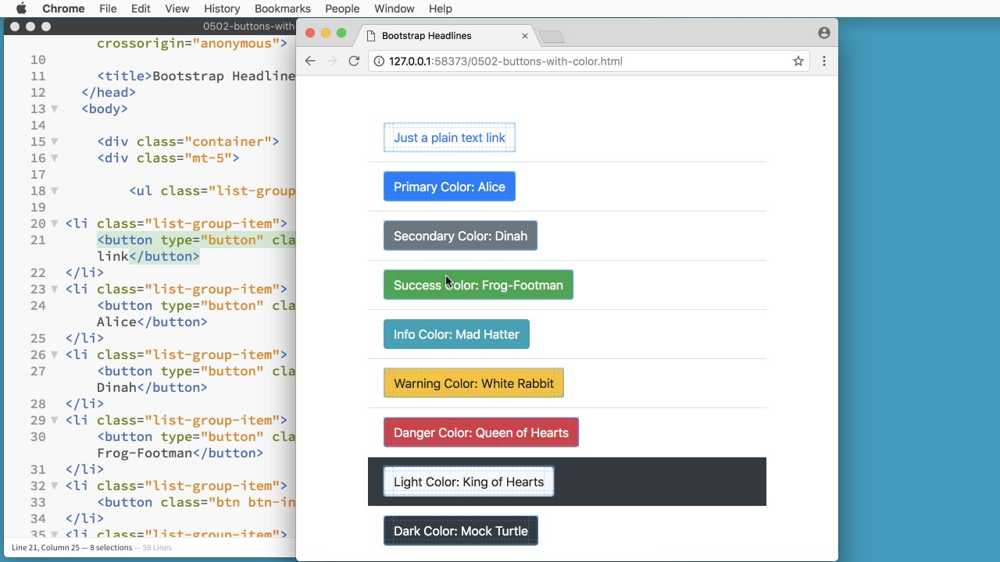 Chrome File Edit View History Bookmarks People Window Help
0502-buttons-with-
Bootstrap Headlines
127.0.0.1:58373/0502-buttons-with-color.html
crossorigin="anonymous">
10
11 <title>Bootstrap Headline
12 </head>
13 <body>
14
15 <div class="container">
16 <div class="mt-5">
17
18 <ul class="list-group
19
20 <li class="list-group-item">
21 <button type="button" cla
link</button>
22 </li>
23 <li class="list-group-item">
24 <button type="button" cla
Alice</button>
25 </li>
26 <li class="list-group-item">
27 <button type="button" cla
Dinah</button>
28 </li>
29 <li class="list-group-item">
30 <button type="button" cla
Frog-Footman</button>
31 </li>
32 <li class="list-group-item">
33 <button class="btn btn-in
34 </li>
35 <li class="list-group-item">
Line 21, Column 25 — 8 selections — 58 Lines
Just a plain text link
Primary Color: Alice
Secondary Color: Dinah
Success Color: Frog-Footman
Info Color: Mad Hatter
Warning Color: White Rabbit
Danger Color: Queen of Hearts
Light Color: King of Hearts
Dark Color: Mock Turtle